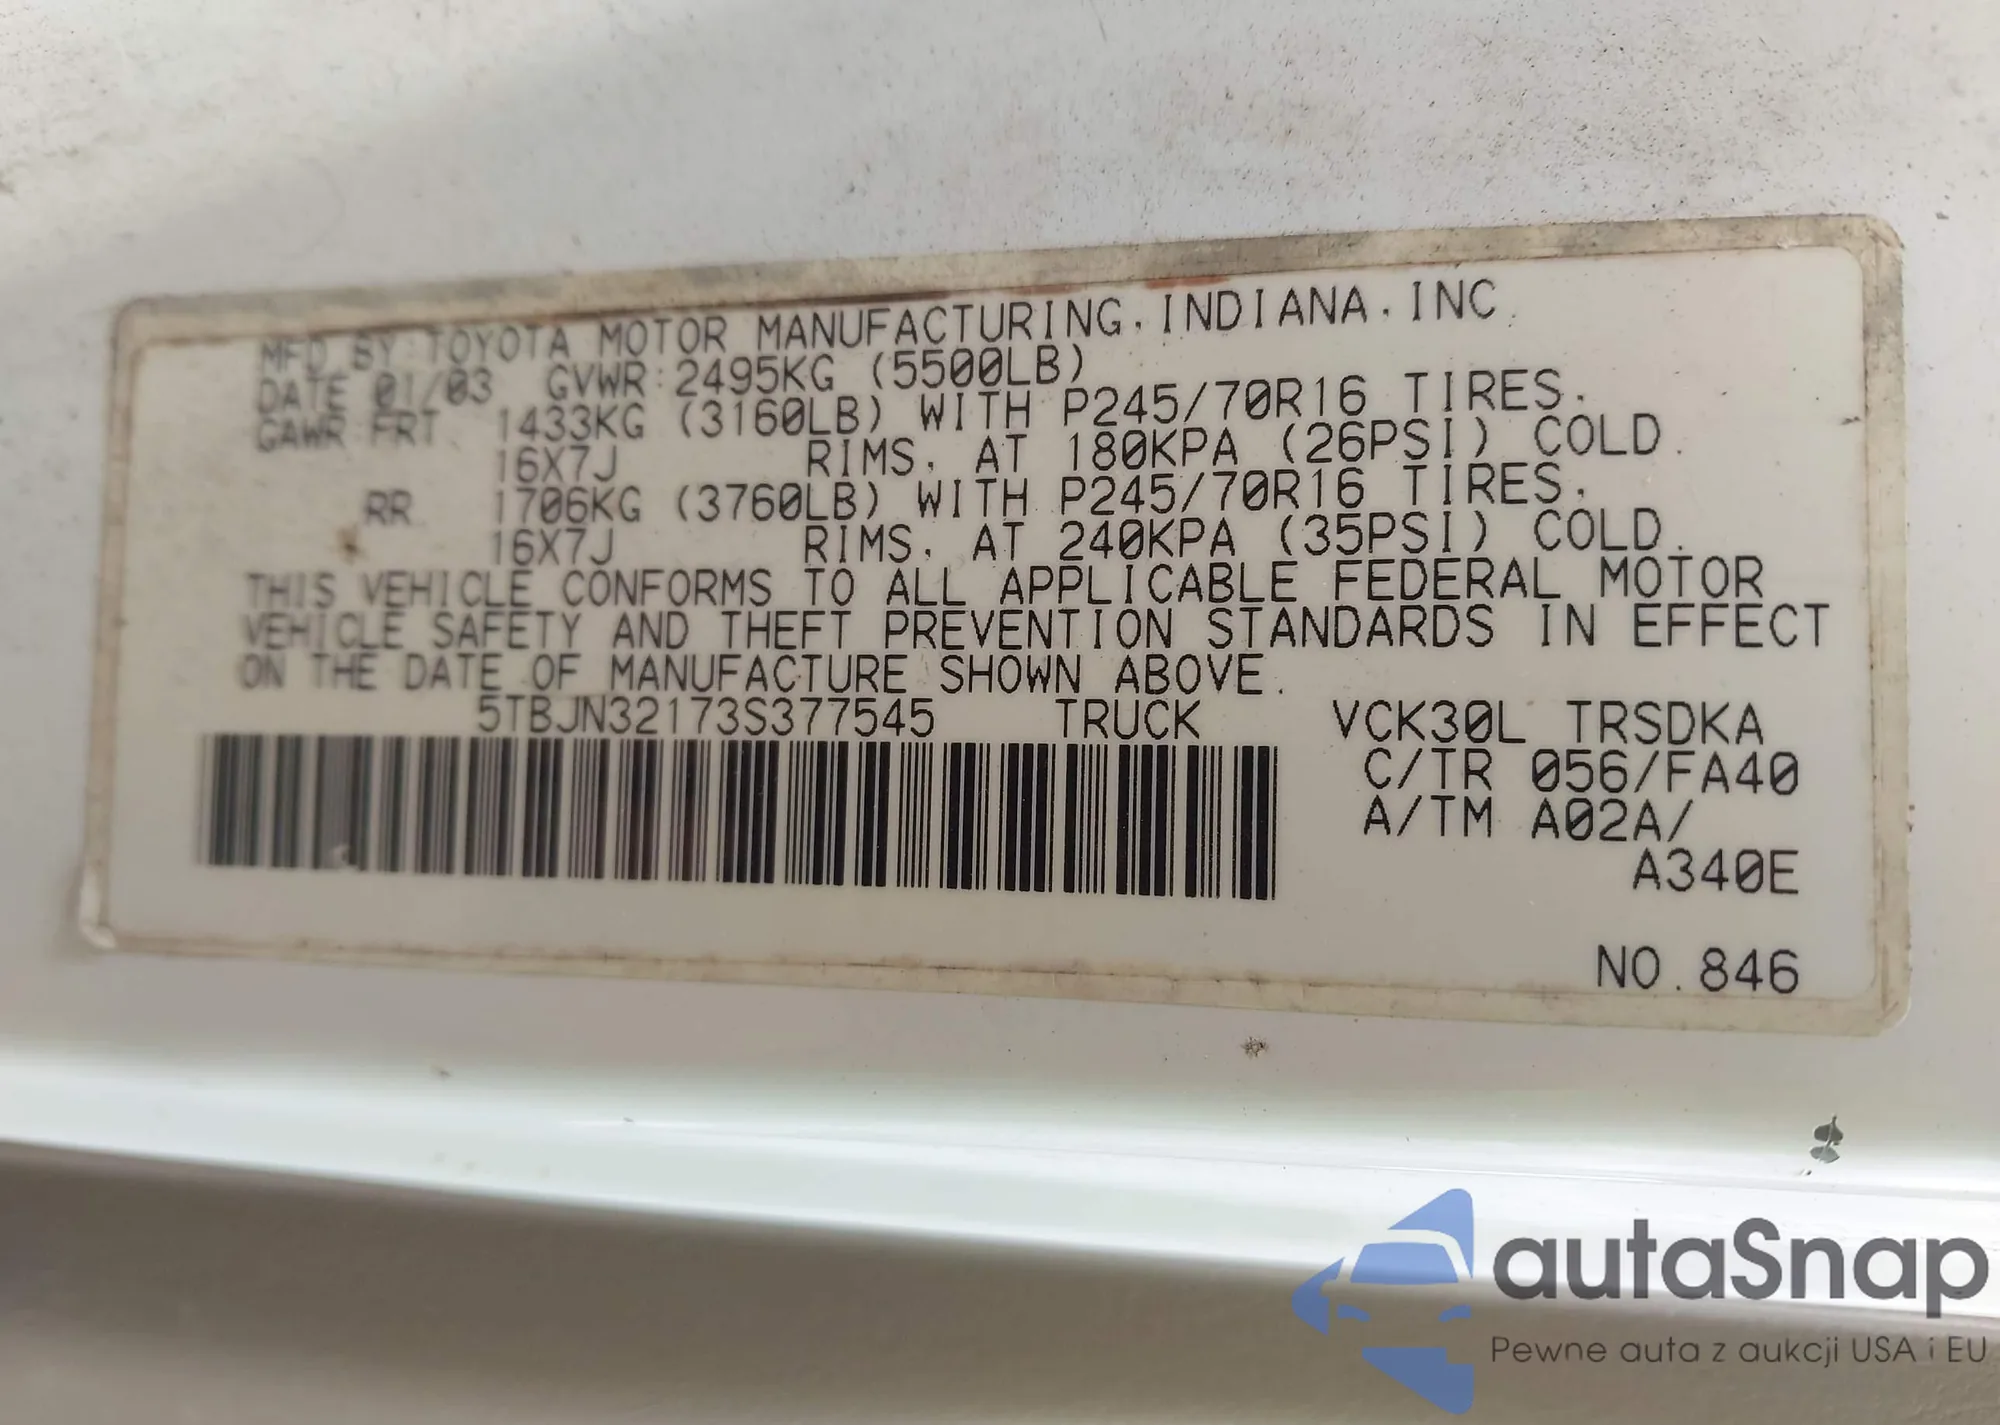 MFD BY:TOYOTA MOTOR MANUFACTURING, INDIANA, INC.
DATE 01/03 GVWR:2495KG (5500LB)
GAWR FRT 1433KG (3160LB) WITH P245/70R16 TIRES.
16X7J RIMS. AT 180KPA (26PSI) COLD.
RR 1706KG (3760LB) WITH P245/70R16 TIRES.
16X7J RIMS. AT 240KPA (35PSI) COLD.
THIS VEHICLE CONFORMS TO ALL APPLICABLE FEDERAL MOTOR
VEHICLE SAFETY AND THEFT PREVENTION STANDARDS IN EFFECT
ON THE DATE OF MANUFACTURE SHOWN ABOVE.
5TBJN32173S377545 TRUCK VCK30L TRSDKA
C/TR 056/FA40
A/TM A02A/
A340E
NO.846
autaSnap
Pewne auta z aukcji USA i EU